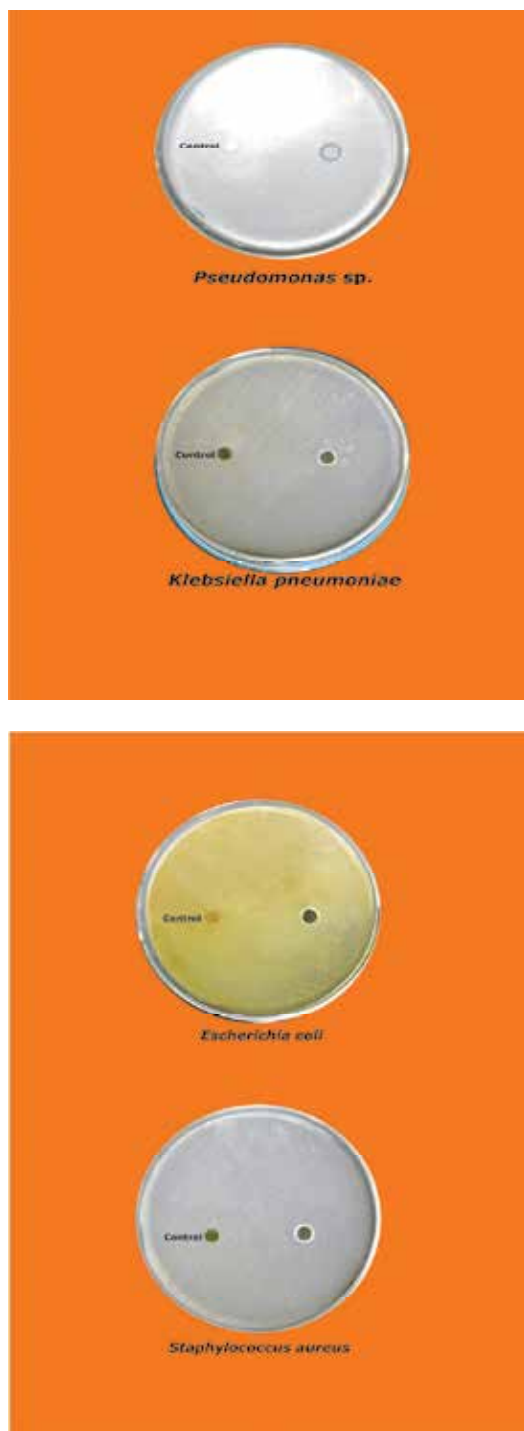 Control
Pseudomonas sp.
Control
Klebsiella pneumoniae
Control
Escherichia coli
Control
Staphylococcus aureus